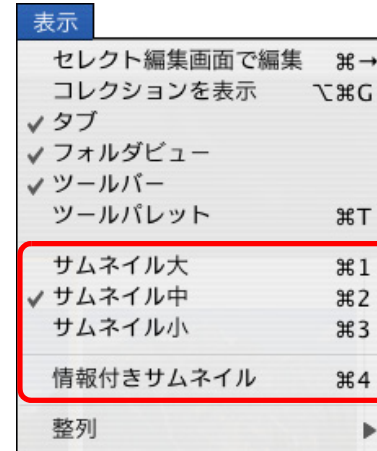 表示
セレクト編集画面で編集 ⌘→
コレクションを表示 ⌥⌘G
✓ タブ
✓ フォルダビュー
✓ ツールバー
ツールパレット ⌘T
サムネイル大 ⌘1
✓ サムネイル中 ⌘2
サムネイル小 ⌘3
情報付きサムネイル ⌘4
整列 ▶